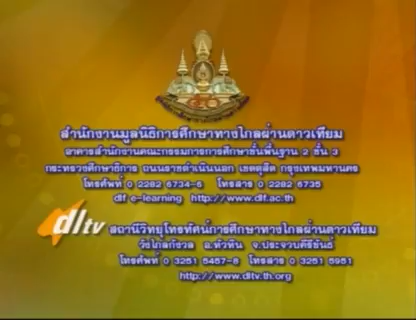 สำนักงานมูลนิธิการศึกษาทางไกลผ่านดาวเทียม
อาคารสำนักงานคณะกรรมการการศึกษาขั้นพื้นฐาน 2 ชั้น 3
กระทรวงศึกษาธิการ ถนนราชดำเนินนอก เขตดุสิต กรุงเทพมหานคร
โทรศัพท์ 0 2282 6734-5 โทรสาร 0 2282 6735
dlf e-learning http://www.dlf.ac.th
dltv สถานีวิทยุโทรทัศน์การศึกษาทางไกลผ่านดาวเทียม
วังไกลกังวล อ.หัวหิน จ.ประจวบคีรีขันธ์
โทรศัพท์ 0 3251 5457-8 โทรสาร 0 3251 5951
http://www.dltv.th.org